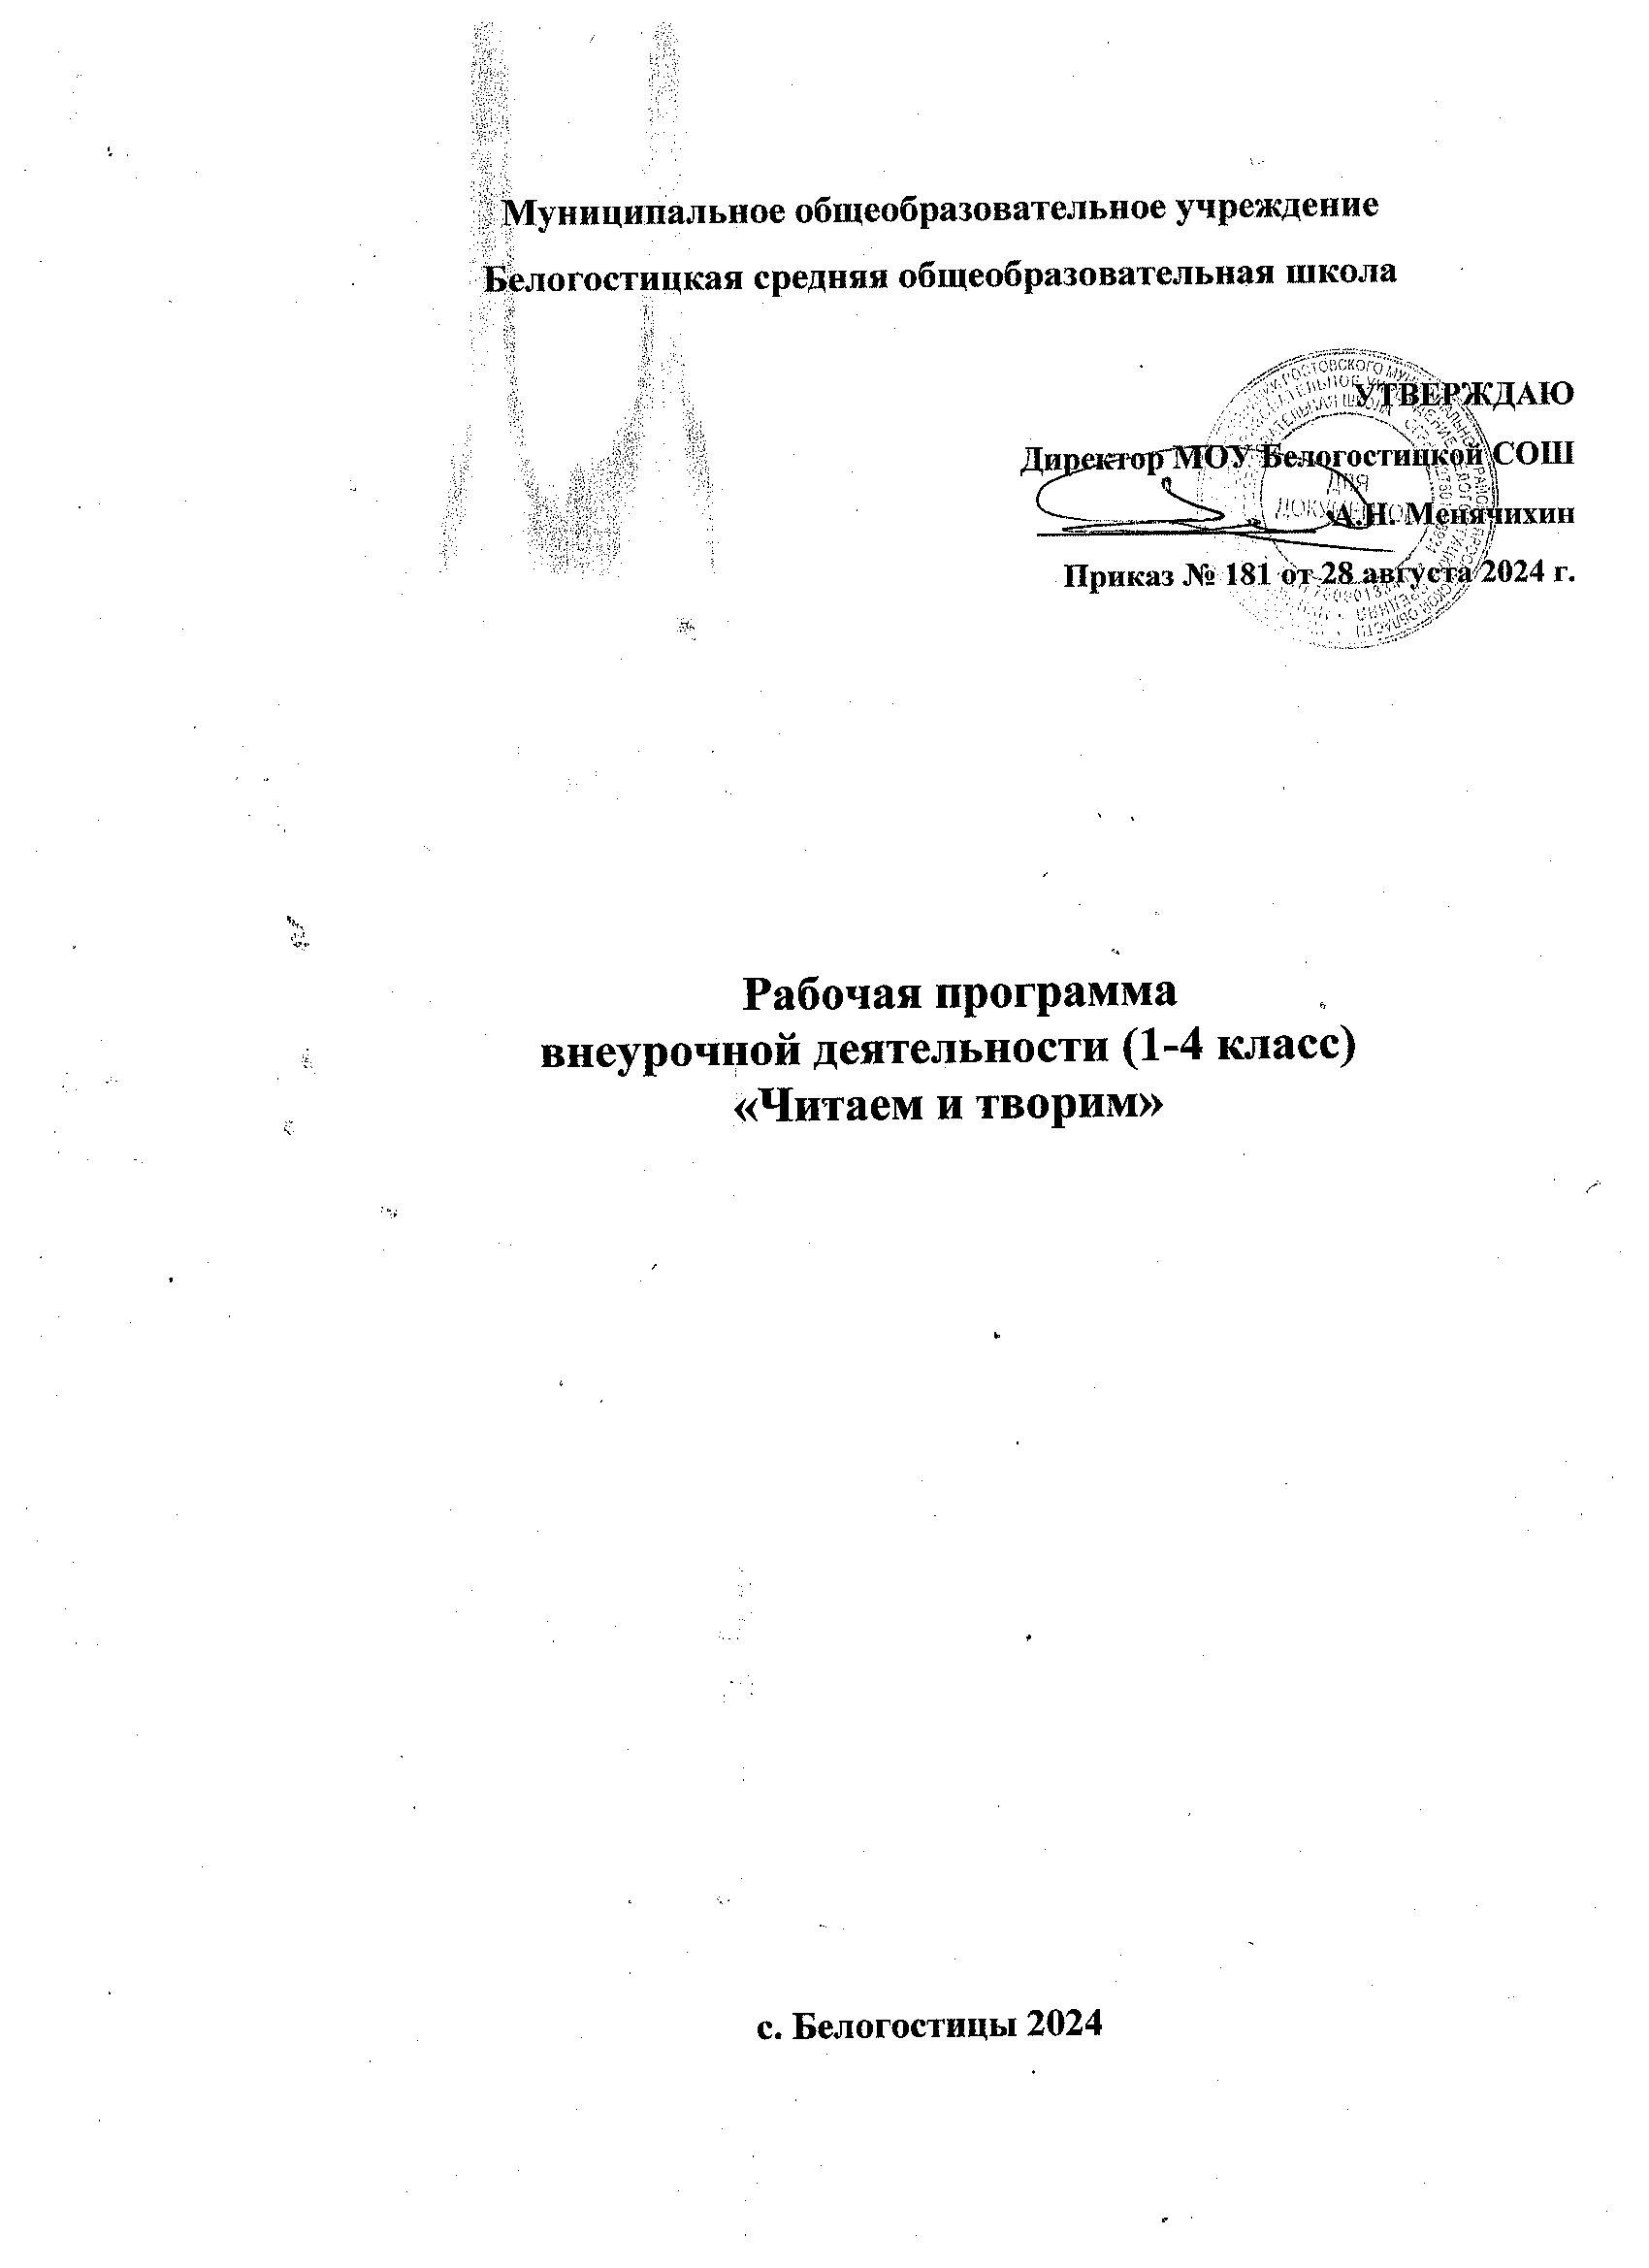 Муниципальное общеобразовательное учреждение
Белогостицкая средняя общеобразовательная школа
УТВЕРЖДАЮ
Директор МОУ Белогостицкой СОШ
А.Н. Менячихин
Приказ № 181 от 28 августа 2024 г.
Рабочая программа
внеурочной деятельности (1-4 класс)
«Читаем и творим»
с. Белогостицы 2024